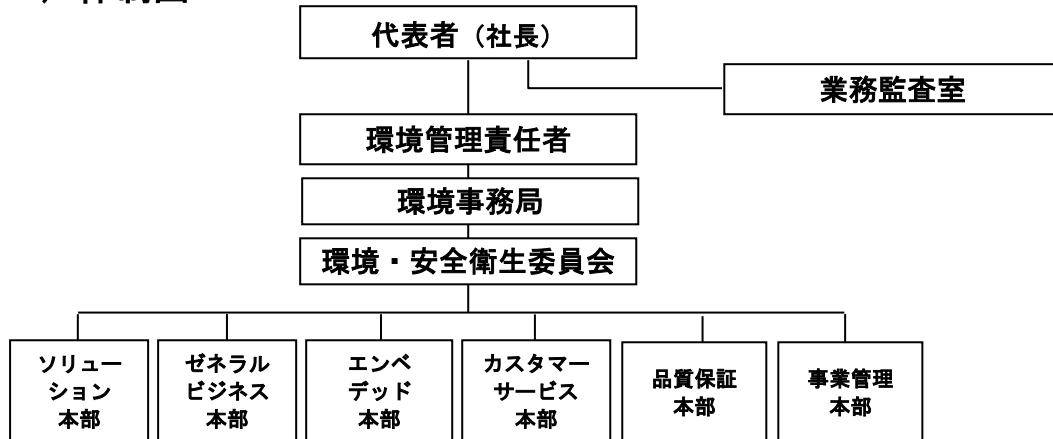 代表者（社長）
業務監査室
環境管理責任者
環境事務局
環境・安全衛生委員会
ソリュー
ション
本部
ゼネラル
ビジネス
本部
エンベ
デッド
本部
カスタマー
サービス
本部
品質保証
本部
事業管理
本部